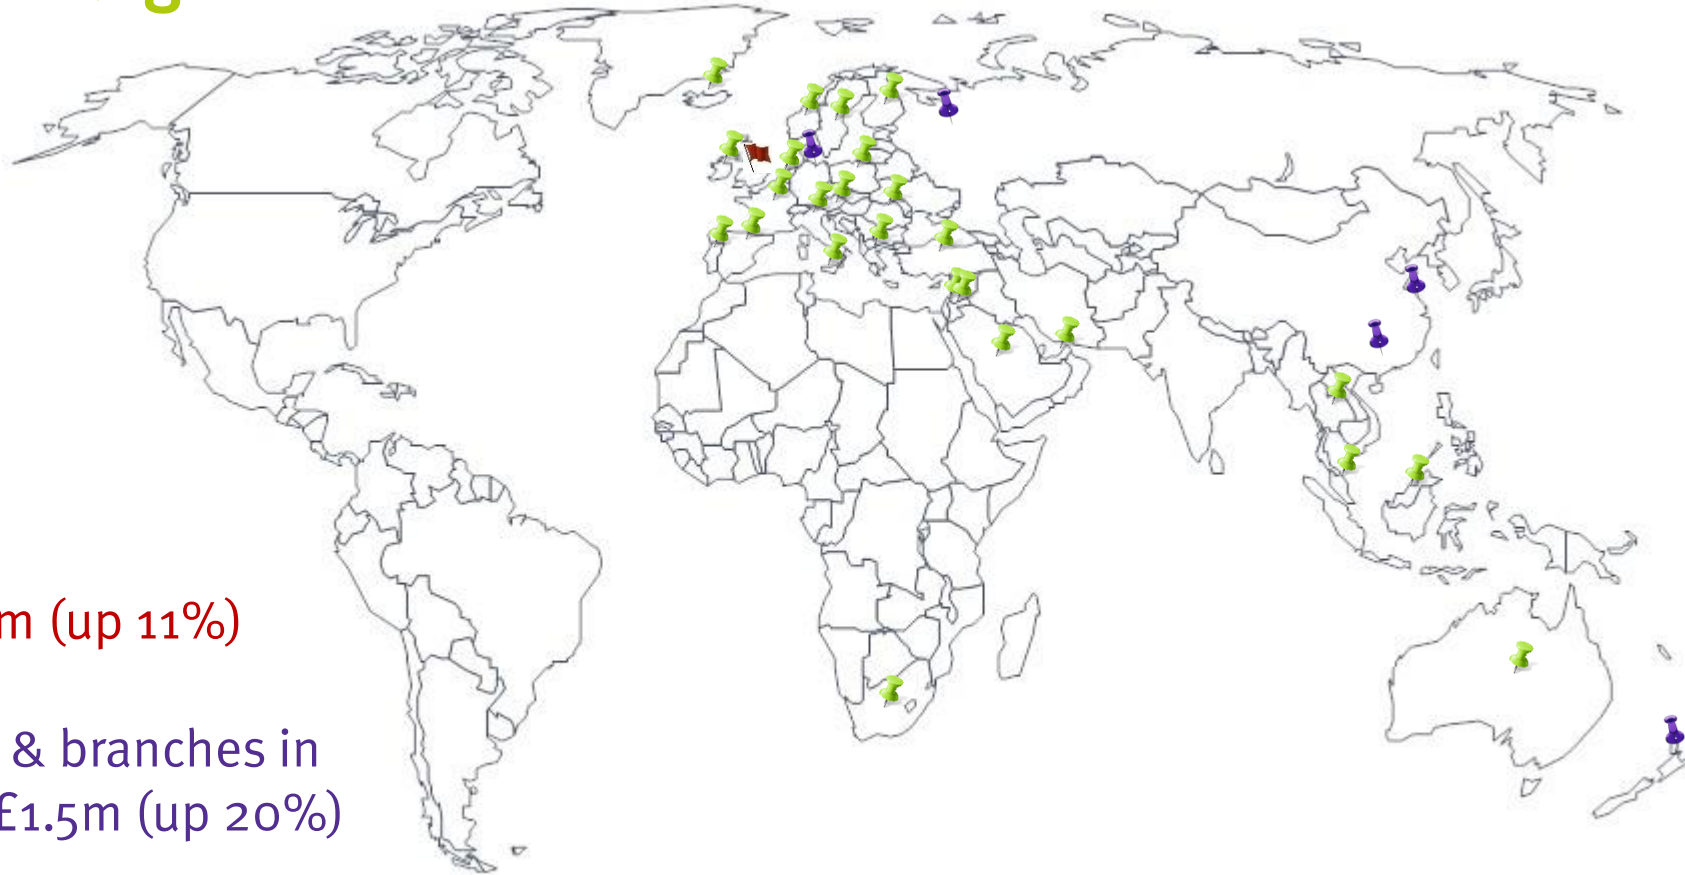 m (up 11%)
& branches in
£1.5m (up 20%)